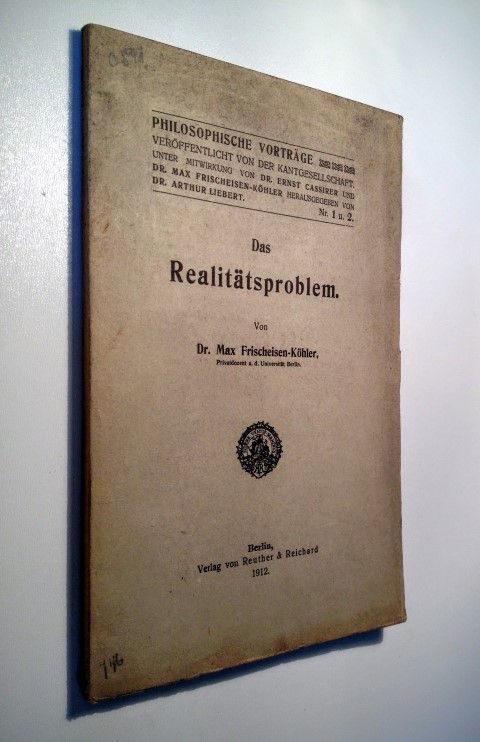 PHILOSOPHISCHE VORTRÄGE
VERÖFFENTLICHT VON DER KANTGESELLSCHAFT.
UNTER MITWIRKUNG VON DR. ERNST CASSIRER UND
DR. MAX FRISCHEISEN-KÖHLER HERAUSGEGEBEN VON
DR. ARTHUR LIEBERT. Nr. 1 u. 2.
Das
Realitätsproblem.
Von
Dr. Max Frischeisen-Köhler,
Privatdozent a. d. Universität Berlin.
Berlin,
Verlag von Reuther & Reichard
1912.